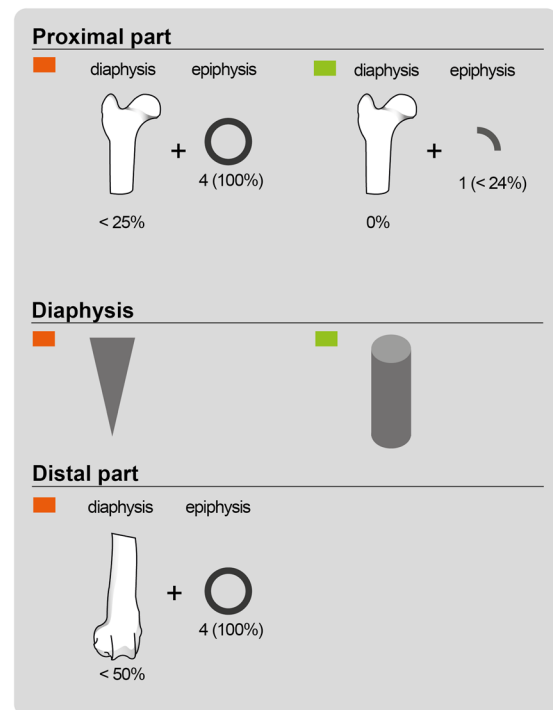 Proximal part
diaphysis epiphysis diaphysis epiphysis
+ +
4 (100%) 1 (< 24%)
< 25% 0%
Diaphysis
Distal part
diaphysis epiphysis
+
4 (100%)
< 50%